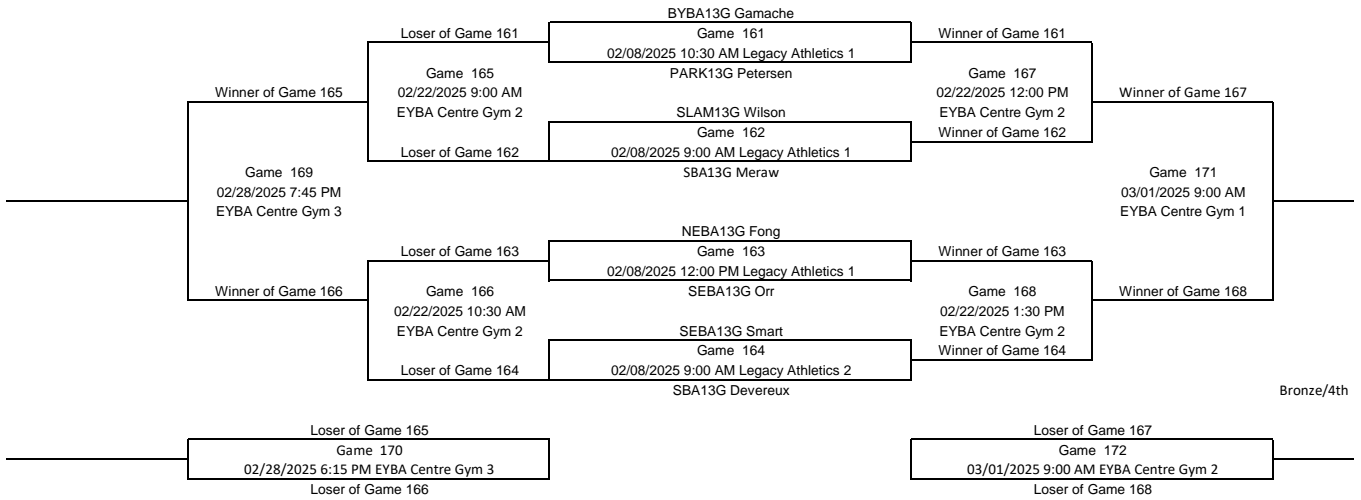 BYBA13G Gamache
Loser of Game 161
Game 161
Winner of Game 161
02/08/2025 10:30 AM Legacy Athletics 1
Game 165
PARK13G Petersen
Game 167
Winner of Game 165
02/22/2025 9:00 AM
02/22/2025 12:00 PM
Winner of Game 167
EYBA Centre Gym 2
SLAM13G Wilson
EYBA Centre Gym 2
Game 162
Winner of Game 162
Loser of Game 162
02/08/2025 9:00 AM Legacy Athletics 1
Game 169
SBA13G Meraw
Game 171
02/28/2025 7:45 PM
03/01/2025 9:00 AM
EYBA Centre Gym 3
EYBA Centre Gym 1
NEBA13G Fong
Loser of Game 163
Game 163
Winner of Game 163
02/08/2025 12:00 PM Legacy Athletics 1
Winner of Game 166
Game 166
SEBA13G Orr
Game 168
Winner of Game 168
02/22/2025 10:30 AM
02/22/2025 1:30 PM
EYBA Centre Gym 2
SEBA13G Smart
EYBA Centre Gym 2
Game 164
Winner of Game 164
Loser of Game 164
02/08/2025 9:00 AM Legacy Athletics 2
SBA13G Devereux
Bronze/4th
Loser of Game 165
Loser of Game 167
Game 170
Game 172
02/28/2025 6:15 PM EYBA Centre Gym 3
03/01/2025 9:00 AM EYBA Centre Gym 2
Loser of Game 166
Loser of Game 168